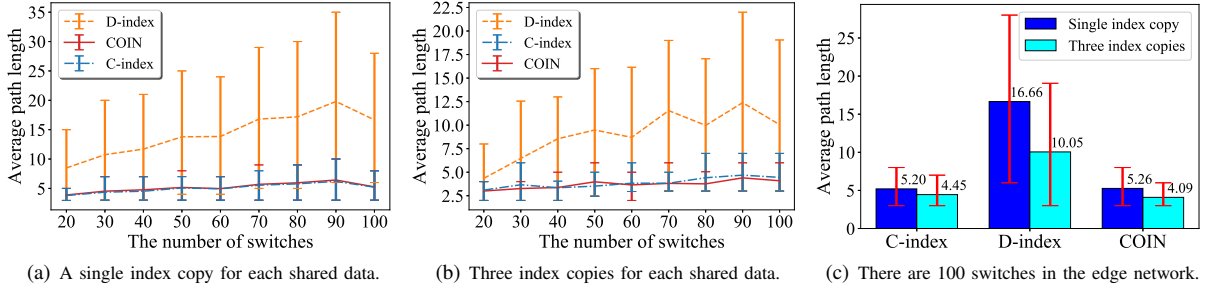 35
30
25
20
15
10
5
Average path length
D-index
COIN
C-index
20 30 40 50 60 70 80 90 100
The number of switches
(a) A single index copy for each shared data.
22.5
20.0
17.5
15.0
12.5
10.0
7.5
5.0
2.5
Average path length
D-index
C-index
COIN
20 30 40 50 60 70 80 90 100
The number of switches
(b) Three index copies for each shared data.
25
20
15
10
5
0
Average path length
Single index copy
Three index copies
5.20
4.45
16.66
10.05
5.26
4.09
C-index D-index COIN
(c) There are 100 switches in the edge network.